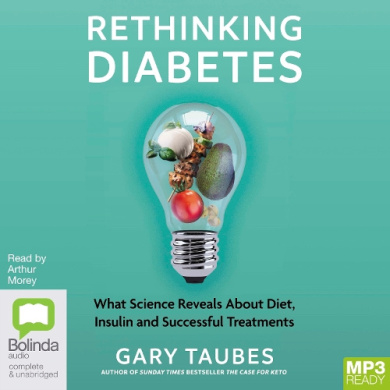 RETHINKING
DIABETES
Read by
Arthur
Morey
Bolinda
audio
complete
& unabridged
What Science Reveals About Diet,
Insulin and Successful Treatments
GARY TAUBES
AUTHOR OF SUNDAY TIMES BESTSELLER THE CASE FOR KETO
MP3
READY